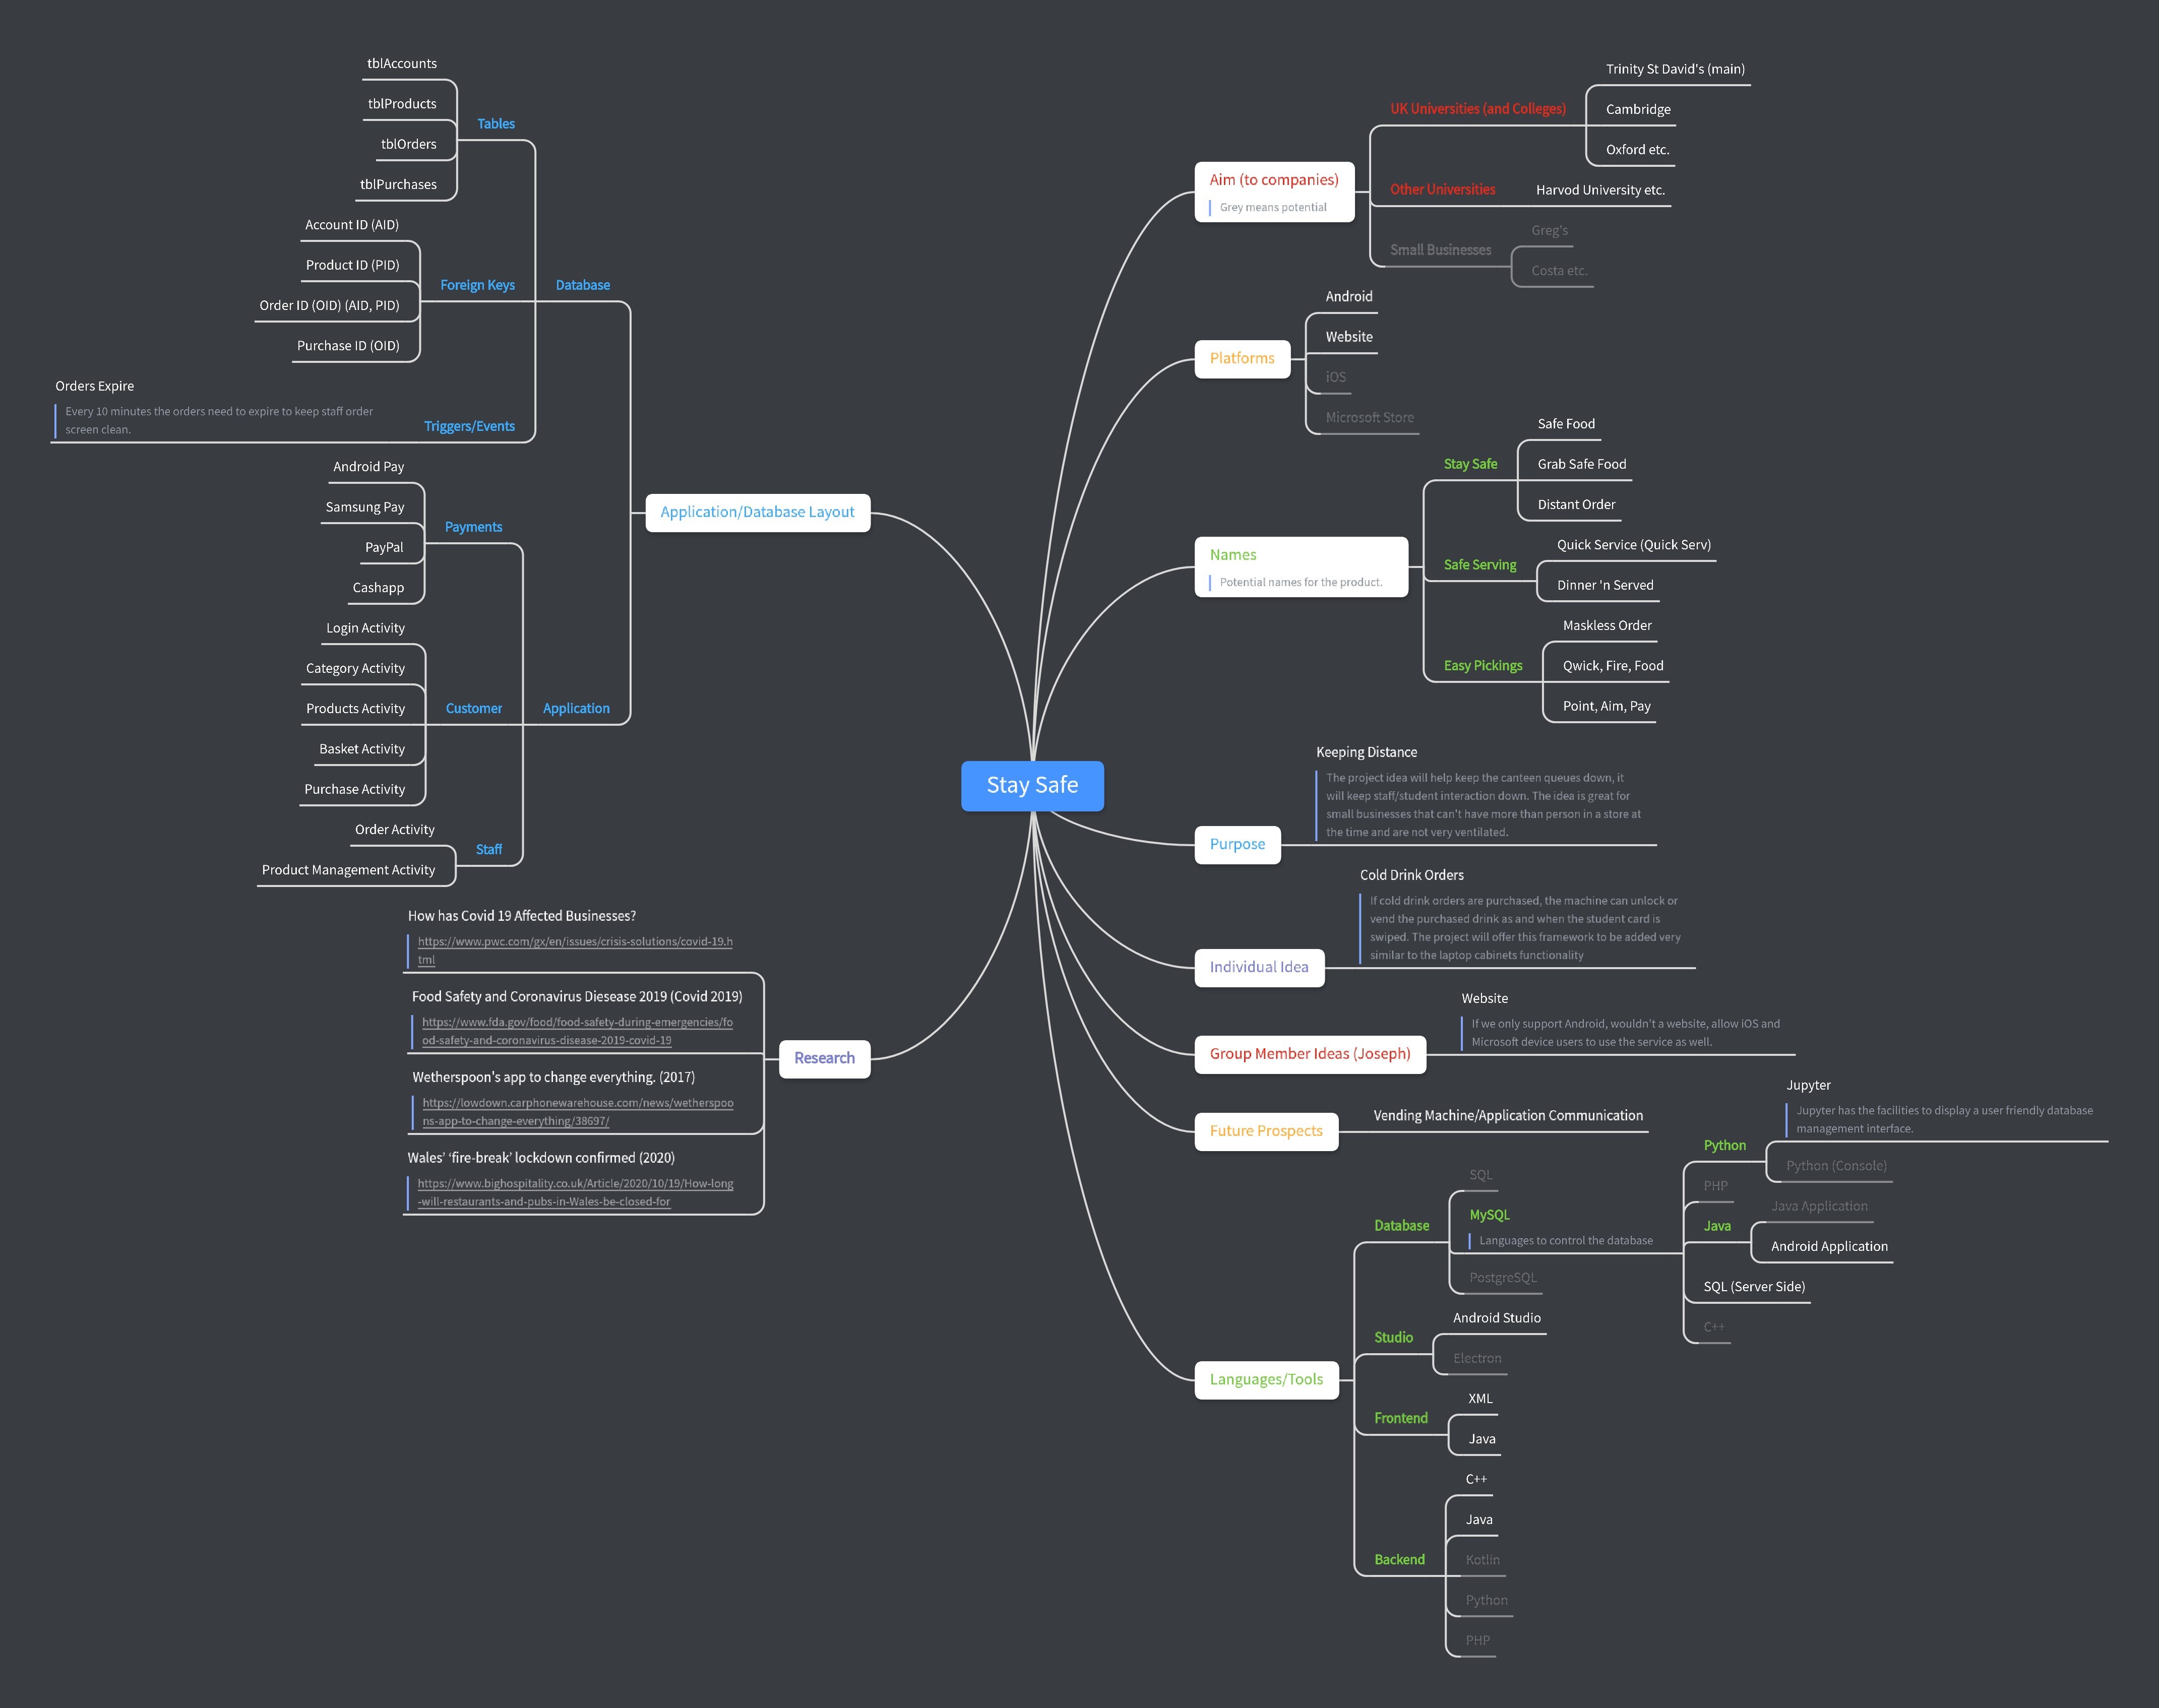 Stay Safe
Application/Database Layout
Database
Tables
tblAccounts
tblProducts
tblOrders
tblPurchases
Foreign Keys
Account ID (AID)
Product ID (PID)
Order ID (OID) (AID, PID)
Purchase ID (OID)
Triggers/Events
Orders Expire
Every 10 minutes the orders need to expire to keep staff order
screen clean.
Application
Payments
Android Pay
Samsung Pay
PayPal
Cashapp
Customer
Login Activity
Category Activity
Products Activity
Basket Activity
Purchase Activity
Staff
Order Activity
Product Management Activity
Research
How has Covid 19 Affected Businesses?
https://www.pwc.com/gx/en/issues/crisis-solutions/covid-19.h
tml
Food Safety and Coronavirus Diesease 2019 (Covid 2019)
https://www.fda.gov/food/food-safety-during-emergencies/fo
od-safety-and-coronavirus-disease-2019-covid-19
Wetherspoon's app to change everything. (2017)
https://lowdown.carphonewarehouse.com/news/wetherspoo
ns-app-to-change-everything/38697/
Wales’ ‘fire-break’ lockdown confirmed (2020)
https://www.bighospitality.co.uk/Article/2020/10/19/How-long
-will-restaurants-and-pubs-in-Wales-be-closed-for
Aim (to companies)
Grey means potential
UK Universities (and Colleges)
Trinity St David's (main)
Cambridge
Oxford etc.
Other Universities
Harvod University etc.
Small Businesses
Greg's
Costa etc.
Platforms
Android
Website
iOS
Microsoft Store
Names
Potential names for the product.
Stay Safe
Safe Food
Grab Safe Food
Distant Order
Safe Serving
Quick Service (Quick Serv)
Dinner 'n Served
Easy Pickings
Maskless Order
Qwick, Fire, Food
Point, Aim, Pay
Purpose
Keeping Distance
The project idea will help keep the canteen queues down, it
will keep staff/student interaction down. The idea is great for
small businesses that can't have more than person in a store at
the time and are not very ventilated.
Individual Idea
Cold Drink Orders
If cold drink orders are purchased, the machine can unlock or
vend the purchased drink as and when the student card is
swiped. The project will offer this framework to be added very
similar to the laptop cabinets functionality
Group Member Ideas (Joseph)
Website
If we only support Android, wouldn't a website, allow iOS and
Microsoft device users to use the service as well.
Future Prospects
Vending Machine/Application Communication
Languages/Tools
Database
SQL
MySQL
Languages to control the database
Python
Jupyter
Jupyter has the facilities to display a user friendly database
management interface.
Python (Console)
PHP
Java
Java Application
Android Application
SQL (Server Side)
C++
PostgreSQL
Studio
Android Studio
Electron
Frontend
XML
Java
Backend
C++
Java
Kotlin
Python
PHP